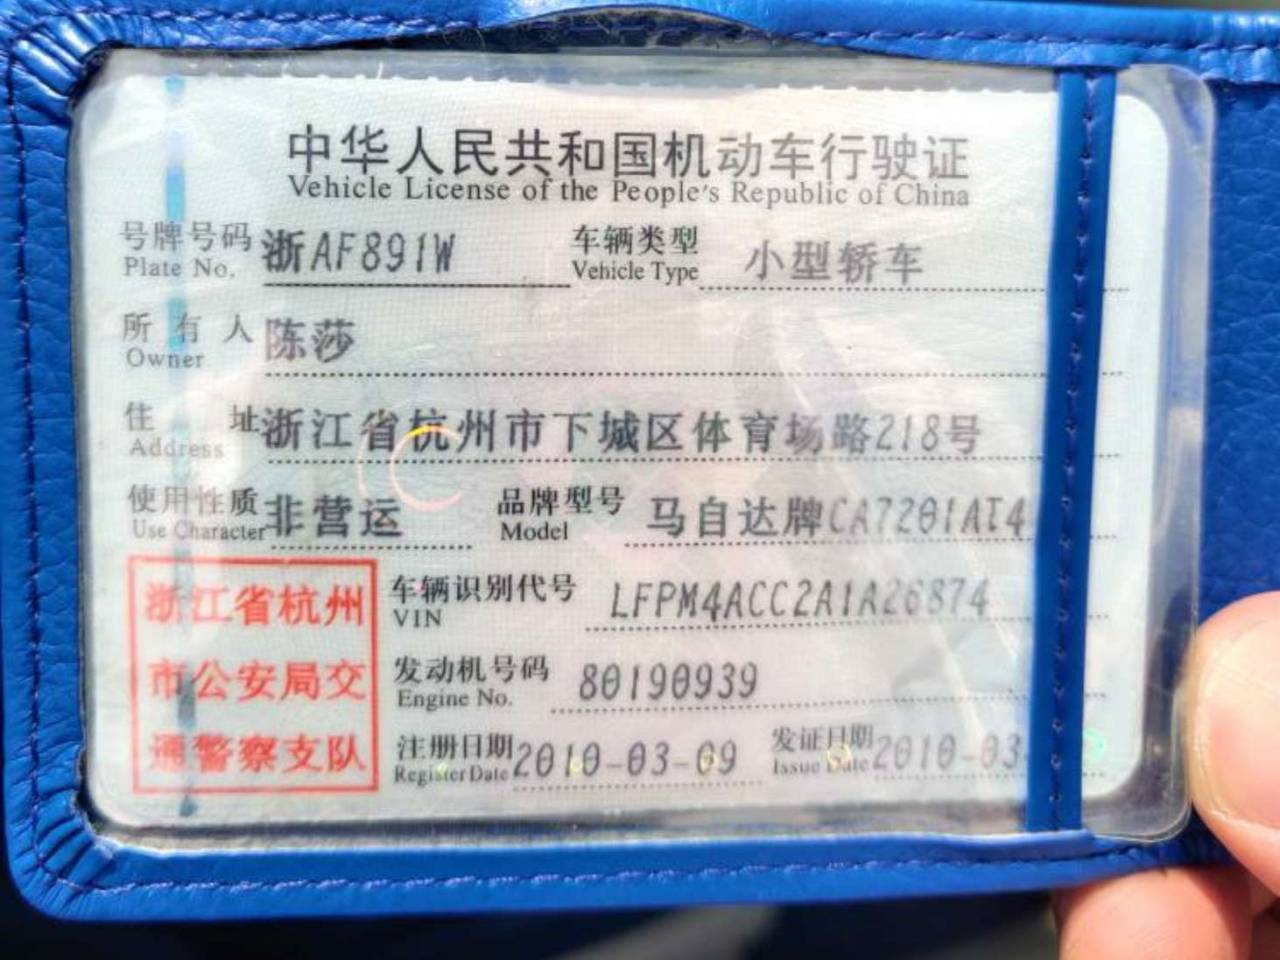 中华人民共和国机动车行驶证
Vehicle License of the People's Republic of China
号牌号码 浙AF891W 车辆类型 小型轿车
Plate No. Vehicle Type
所有人 陈莎
Owner
住址 浙江省杭州市下城区体育场路218号
Address
使用性质 非营运 品牌型号 马自达牌CA7201AT4
Use Character Model
浙江省杭州
市公安局交
通警察支队
车辆识别代号 LFPM4ACC2A1A26874
VIN
发动机号码 80190939
Engine No.
注册日期 2010-03-09 发证日期 2010-03
Register Date Issue Date